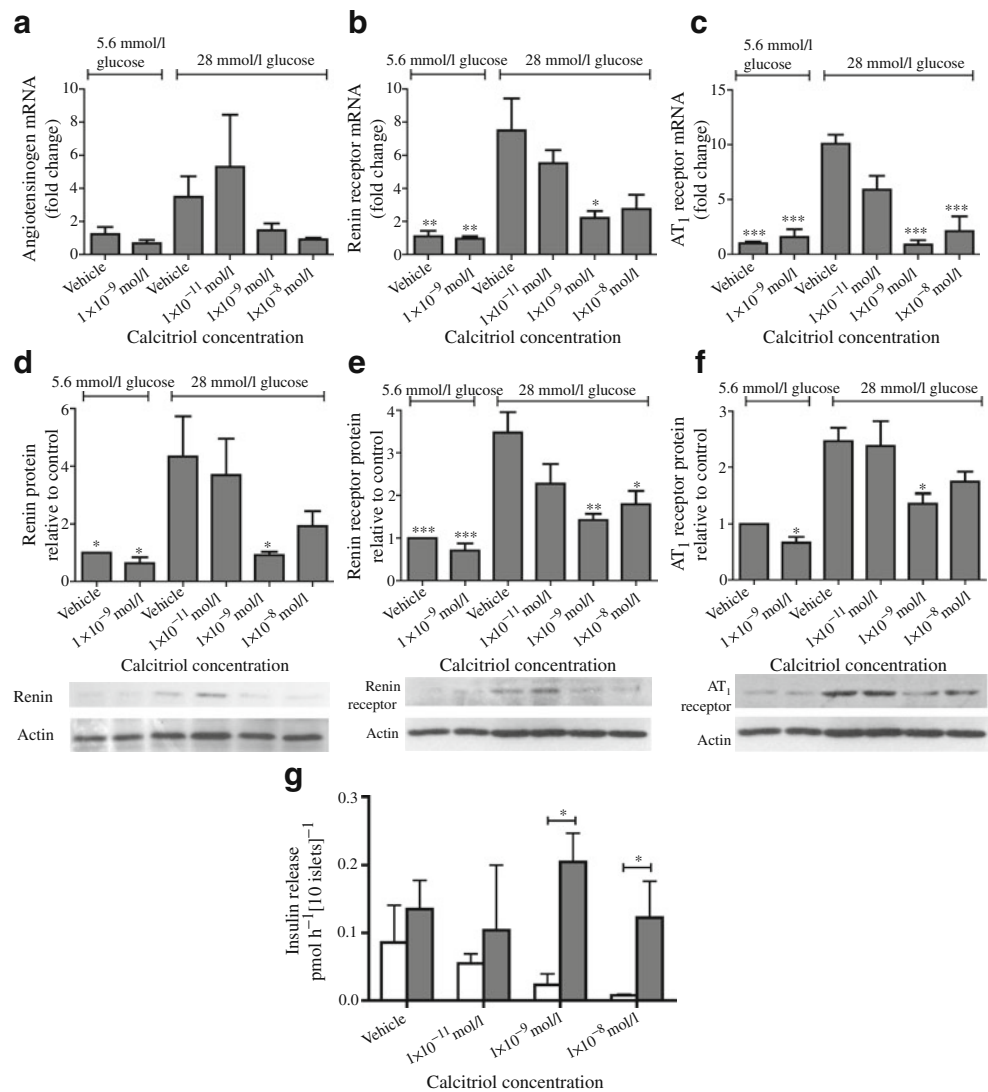 a
5.6 mmol/l
glucose
28 mmol/l glucose
Angiotensinogen mRNA
(fold change)
10
8
6
4
2
0
Vehicle
1×10⁻⁹ mol/l
Vehicle
1×10⁻¹¹ mol/l
1×10⁻⁹ mol/l
1×10⁻⁸ mol/l
Calcitriol concentration
b
5.6 mmol/l glucose
28 mmol/l glucose
Renin receptor mRNA
(fold change)
10
8
6
4
2
0
**
**
*
Vehicle
1×10⁻⁹ mol/l
Vehicle
1×10⁻¹¹ mol/l
1×10⁻⁹ mol/l
1×10⁻⁸ mol/l
Calcitriol concentration
c
5.6 mmol/l
glucose
28 mmol/l glucose
AT₁ receptor mRNA
(fold change)
15
10
5
0
***
***
***
***
Vehicle
1×10⁻⁹ mol/l
Vehicle
1×10⁻¹¹ mol/l
1×10⁻⁹ mol/l
1×10⁻⁸ mol/l
Calcitriol concentration
d
5.6 mmol/l glucose
28 mmol/l glucose
Renin protein
relative to control
6
4
2
0
*
*
*
Vehicle
1×10⁻⁹ mol/l
Vehicle
1×10⁻¹¹ mol/l
1×10⁻⁹ mol/l
1×10⁻⁸ mol/l
Calcitriol concentration
Renin
Actin
e
5.6 mmol/l glucose
28 mmol/l glucose
Renin receptor protein
relative to control
4
3
2
1
0
***
***
**
*
Vehicle
1×10⁻⁹ mol/l
Vehicle
1×10⁻¹¹ mol/l
1×10⁻⁹ mol/l
1×10⁻⁸ mol/l
Calcitriol concentration
Renin
receptor
Actin
f
5.6 mmol/l glucose
28 mmol/l glucose
AT₁ receptor protein
relative to control
3
2
1
0
*
*
Vehicle
1×10⁻⁹ mol/l
Vehicle
1×10⁻¹¹ mol/l
1×10⁻⁹ mol/l
1×10⁻⁸ mol/l
Calcitriol concentration
AT₁
receptor
Actin
g
Insulin release
pmol h⁻¹[10 islets]⁻¹
0.3
0.2
0.1
0.0
*
*
Vehicle
1×10⁻¹¹ mol/l
1×10⁻⁹ mol/l
1×10⁻⁸ mol/l
Calcitriol concentration